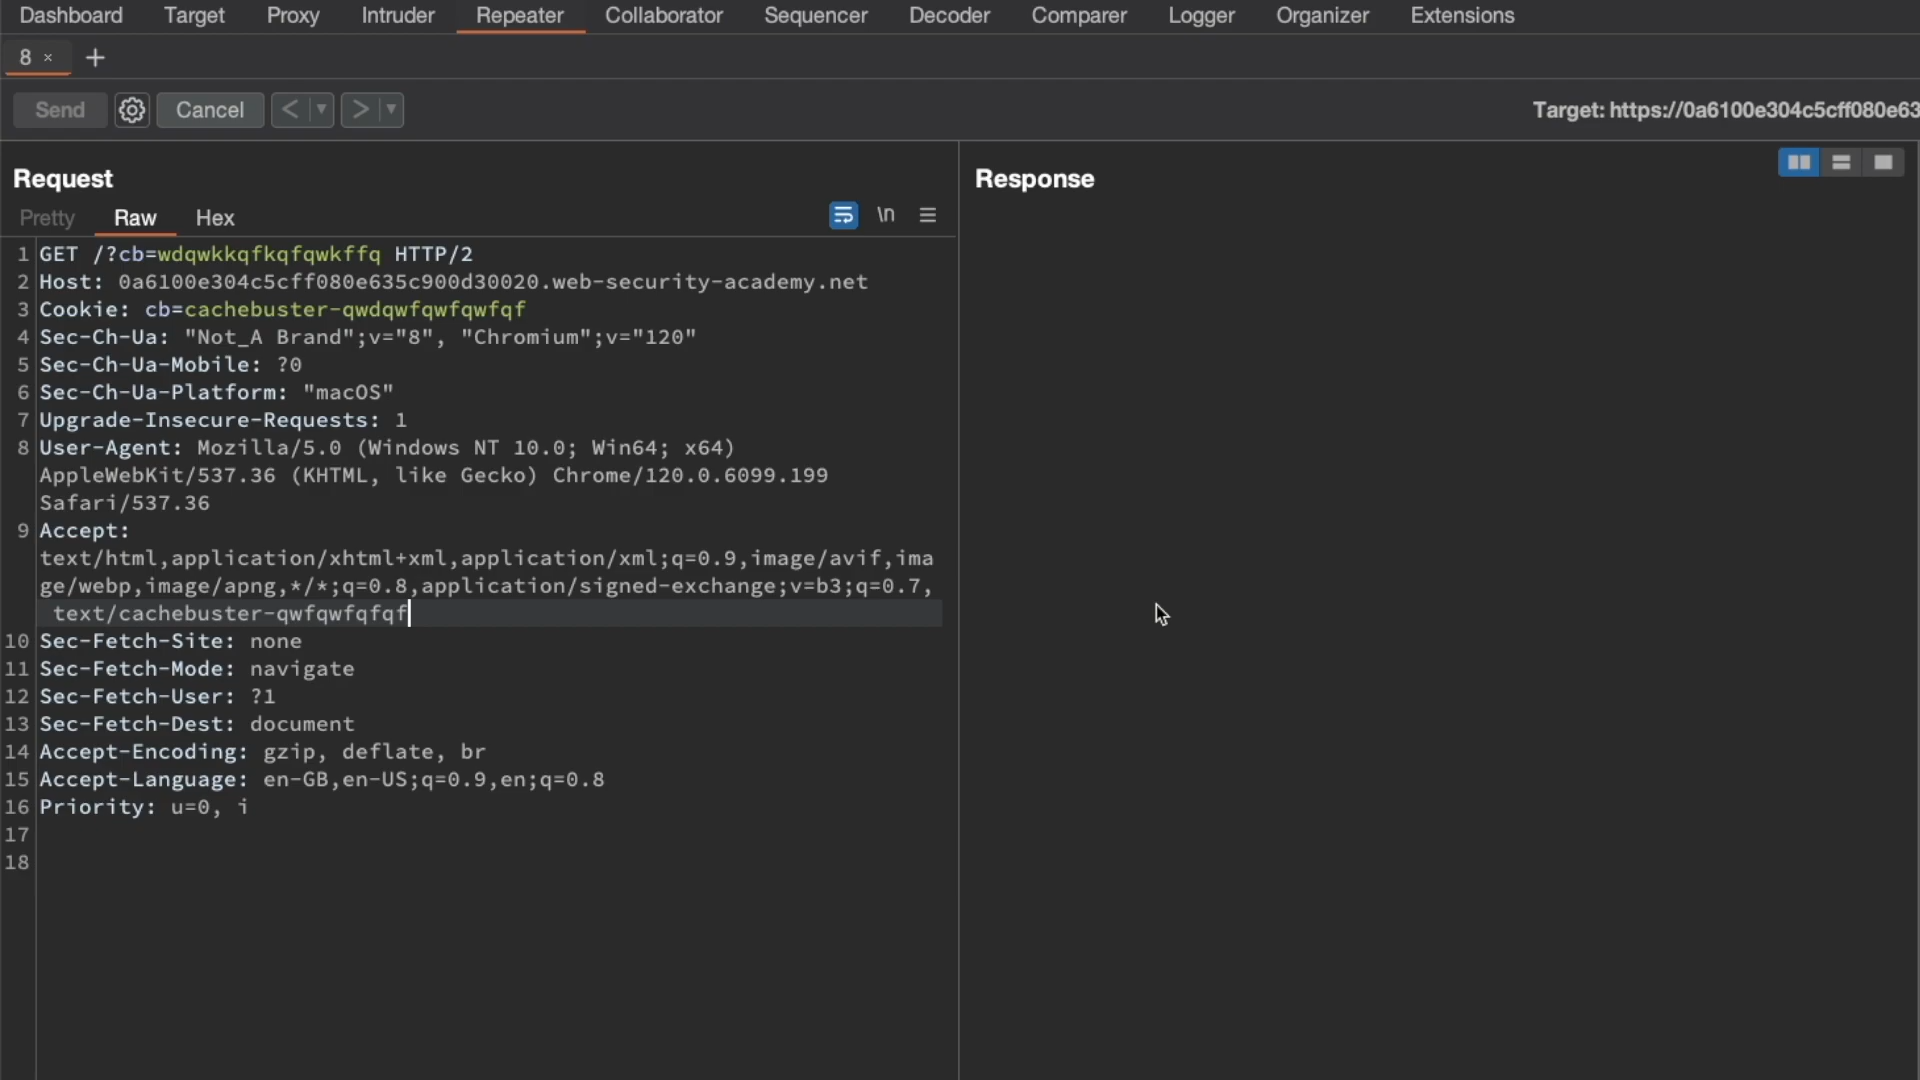 Dashboard Target Proxy Intruder Repeater Collaborator Sequencer Decoder Comparer Logger Organizer Extensions
8 × +
Send Cancel < >
Target: https://0a6100e304c5cff080e63
Request
Response
Pretty Raw Hex \n
1 GET /?cb=wdqwkkqfkqfqwkffq HTTP/2
2 Host: 0a6100e304c5cff080e635c900d30020.web-security-academy.net
3 Cookie: cb=cachebuster-qwdqwfqwfqwfqf
4 Sec-Ch-Ua: "Not_A Brand";v="8", "Chromium";v="120"
5 Sec-Ch-Ua-Mobile: ?0
6 Sec-Ch-Ua-Platform: "macOS"
7 Upgrade-Insecure-Requests: 1
8 User-Agent: Mozilla/5.0 (Windows NT 10.0; Win64; x64)
AppleWebKit/537.36 (KHTML, like Gecko) Chrome/120.0.6099.199
Safari/537.36
9 Accept:
text/html,application/xhtml+xml,application/xml;q=0.9,image/avif,ima
ge/webp,image/apng,*/*;q=0.8,application/signed-exchange;v=b3;q=0.7,
text/cachebuster-qwfqwfqfqf
10 Sec-Fetch-Site: none
11 Sec-Fetch-Mode: navigate
12 Sec-Fetch-User: ?1
13 Sec-Fetch-Dest: document
14 Accept-Encoding: gzip, deflate, br
15 Accept-Language: en-GB,en-US;q=0.9,en;q=0.8
16 Priority: u=0, i
17
18